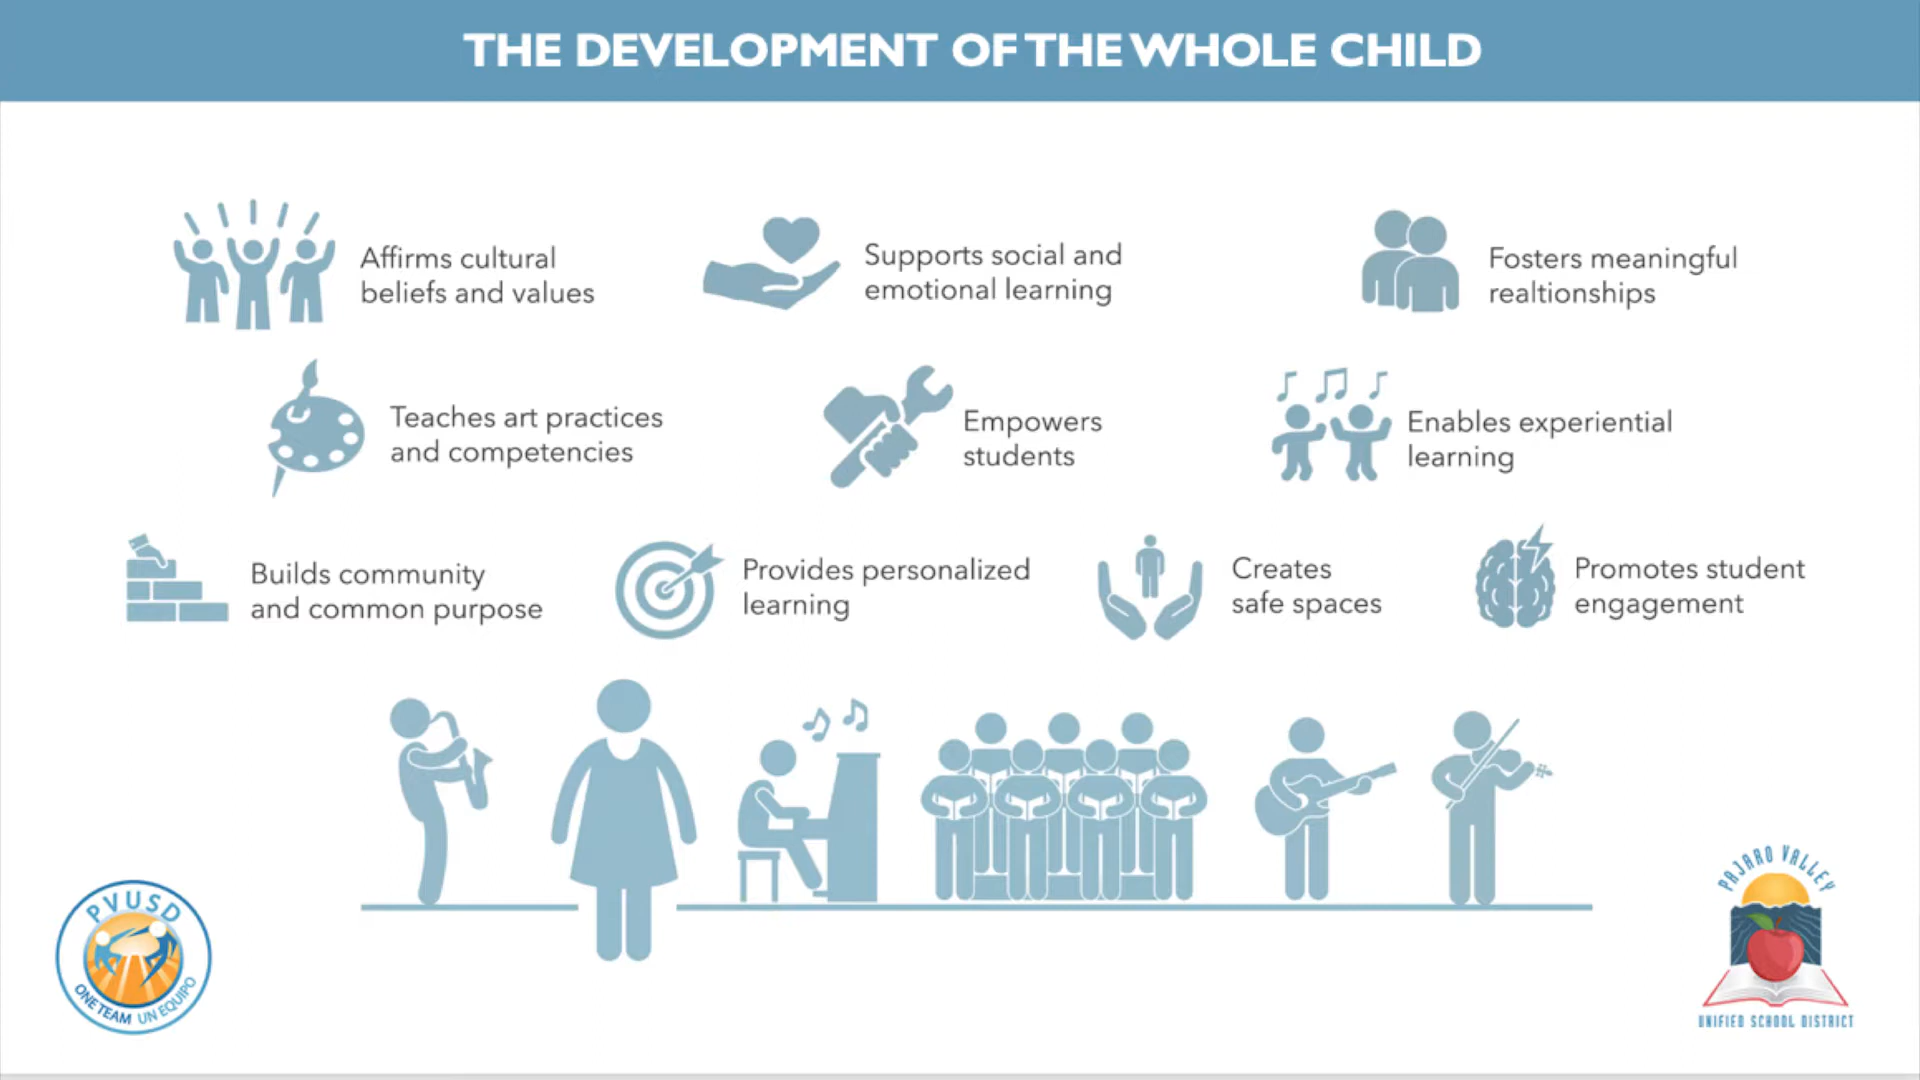 THE DEVELOPMENT OF THE WHOLE CHILD
Affirms cultural
beliefs and values
Supports social and
emotional learning
Fosters meaningful
realtionships
Teaches art practices
and competencies
Empowers
students
Enables experiential
learning
Builds community
and common purpose
Provides personalized
learning
Creates
safe spaces
Promotes student
engagement
PVUSD
ONE TEAM UN EQUIPO
PAJARO VALLEY
UNIFIED SCHOOL DISTRICT